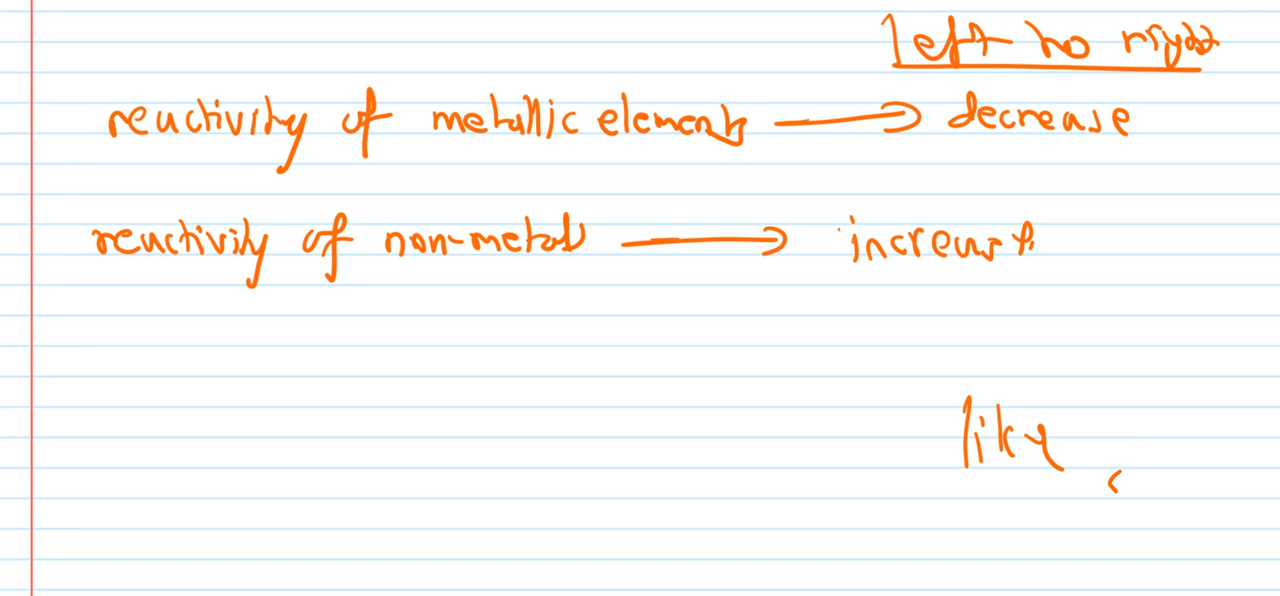 left to right
reactivity of metallic elements → decrease
reactivity of non-metals → increase
like